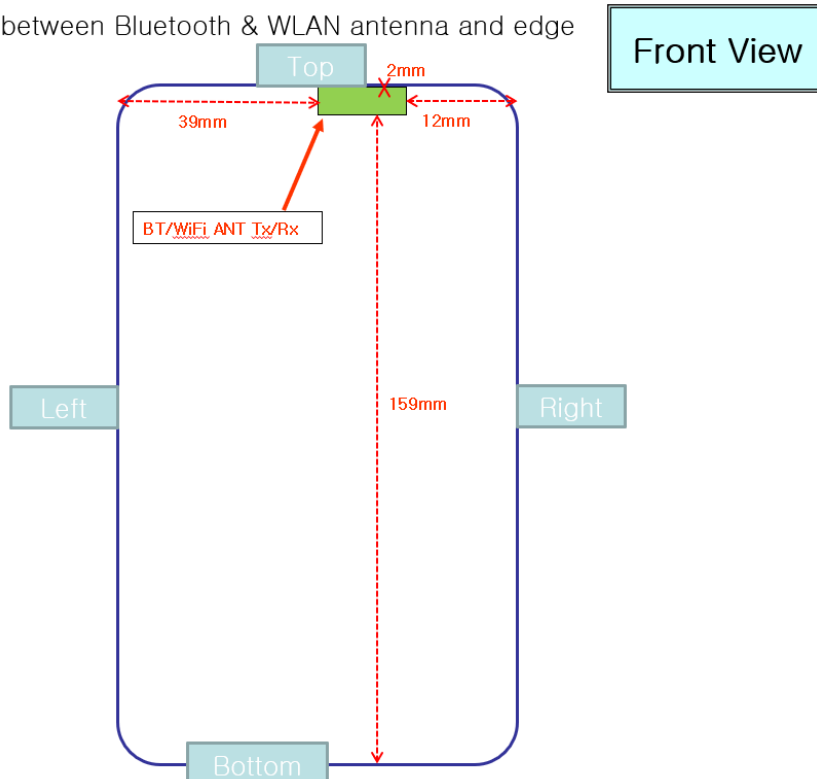 between Bluetooth & WLAN antenna and edge
Front View
Top
2mm
39mm
12mm
BT/WiFi ANT Tx/Rx
Left
159mm
Right
Bottom